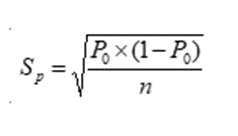 S_p = √(P_0 × (1 − P_0) / n)